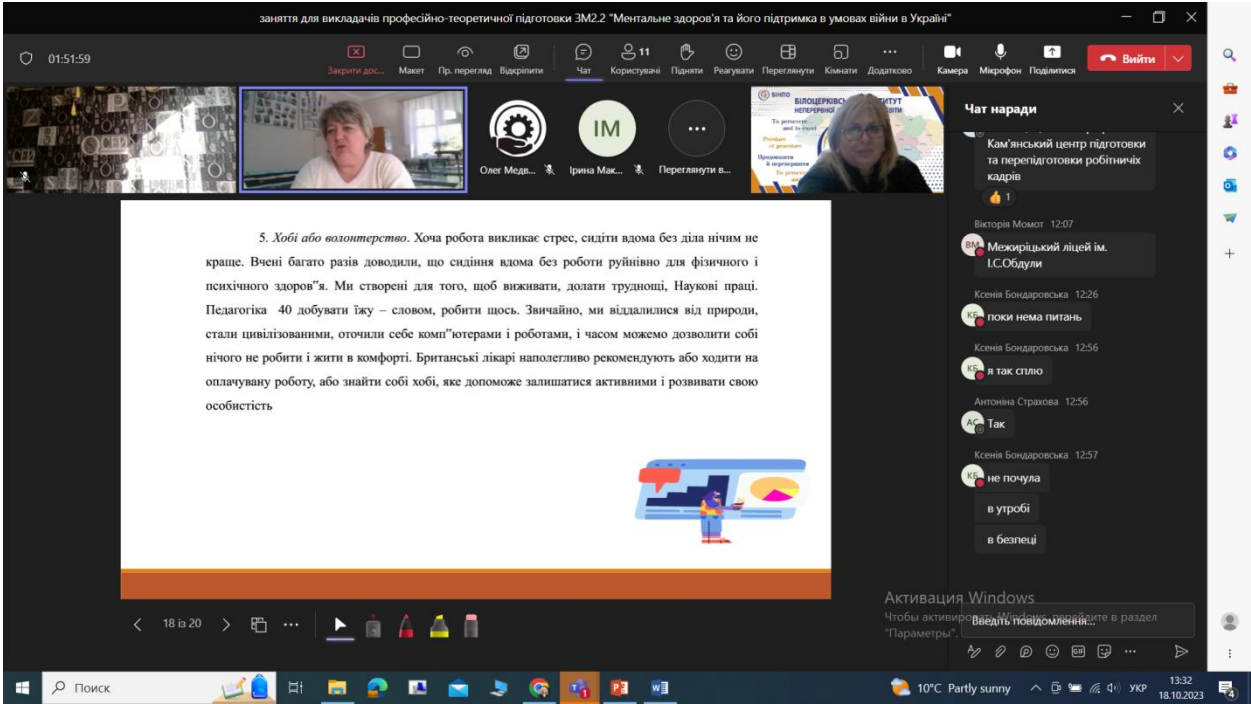 заняття для викладачів професійно-теоретичної підготовки ЗМ2.2 "Ментальне здоров'я та його підтримка в умовах війни в Україні"
01:51:59
Закрити дос...
Макет
Пр. перегляд
Відкріпити
Чат
11
Користувачі
Підняти
Реагувати
Переглянути
Кімнати
Додатково
Камера
Мікрофон
Поділитися
Вийти
Олег Медв...
ІМ
Ірина Мак...
Переглянути в...
БІНПО
To persevere
and to excel
Чат наради
Кам'янський центр підготовки
та перепідготовки робітничіх
кадрів
1
Вікторія Момот 12:07
ВМ
Межиріцький ліцей ім.
І.С.Обдули
Ксенія Бондаровська 12:26
КБ
поки нема питань
Ксенія Бондаровська 12:56
КБ
я так сплю
Антоніна Страхова 12:56
АС
Так
Ксенія Бондаровська 12:57
КБ
не почула
в утробі
в безпеці
5. Хобі або волонтерство. Хоча робота викликає стрес, сидіти вдома без діла нічим не
краще. Вчені багато разів доводили, що сидіння вдома без роботи руйнівно для фізичного і
психічного здоров"я. Ми створені для того, щоб виживати, долати труднощі, Наукові праці.
Педагогіка 40 добувати їжу – словом, робити щось. Звичайно, ми віддалилися від природи,
стали цивілізованими, оточили себе комп"ютерами і роботами, і часом можемо дозволити собі
нічого не робити і жити в комфорті. Британські лікарі наполегливо рекомендують або ходити на
оплачувану роботу, або знайти собі хобі, яке допоможе залишатися активними і розвивати свою
особистість
18 із 20
Активация Windows
Чтобы активировать Windows, перейдите в раздел
"Параметры".
Введіть повідомлення...
GIF
Поиск
10°C Partly sunny
УКР
13:32
18.10.2023
4